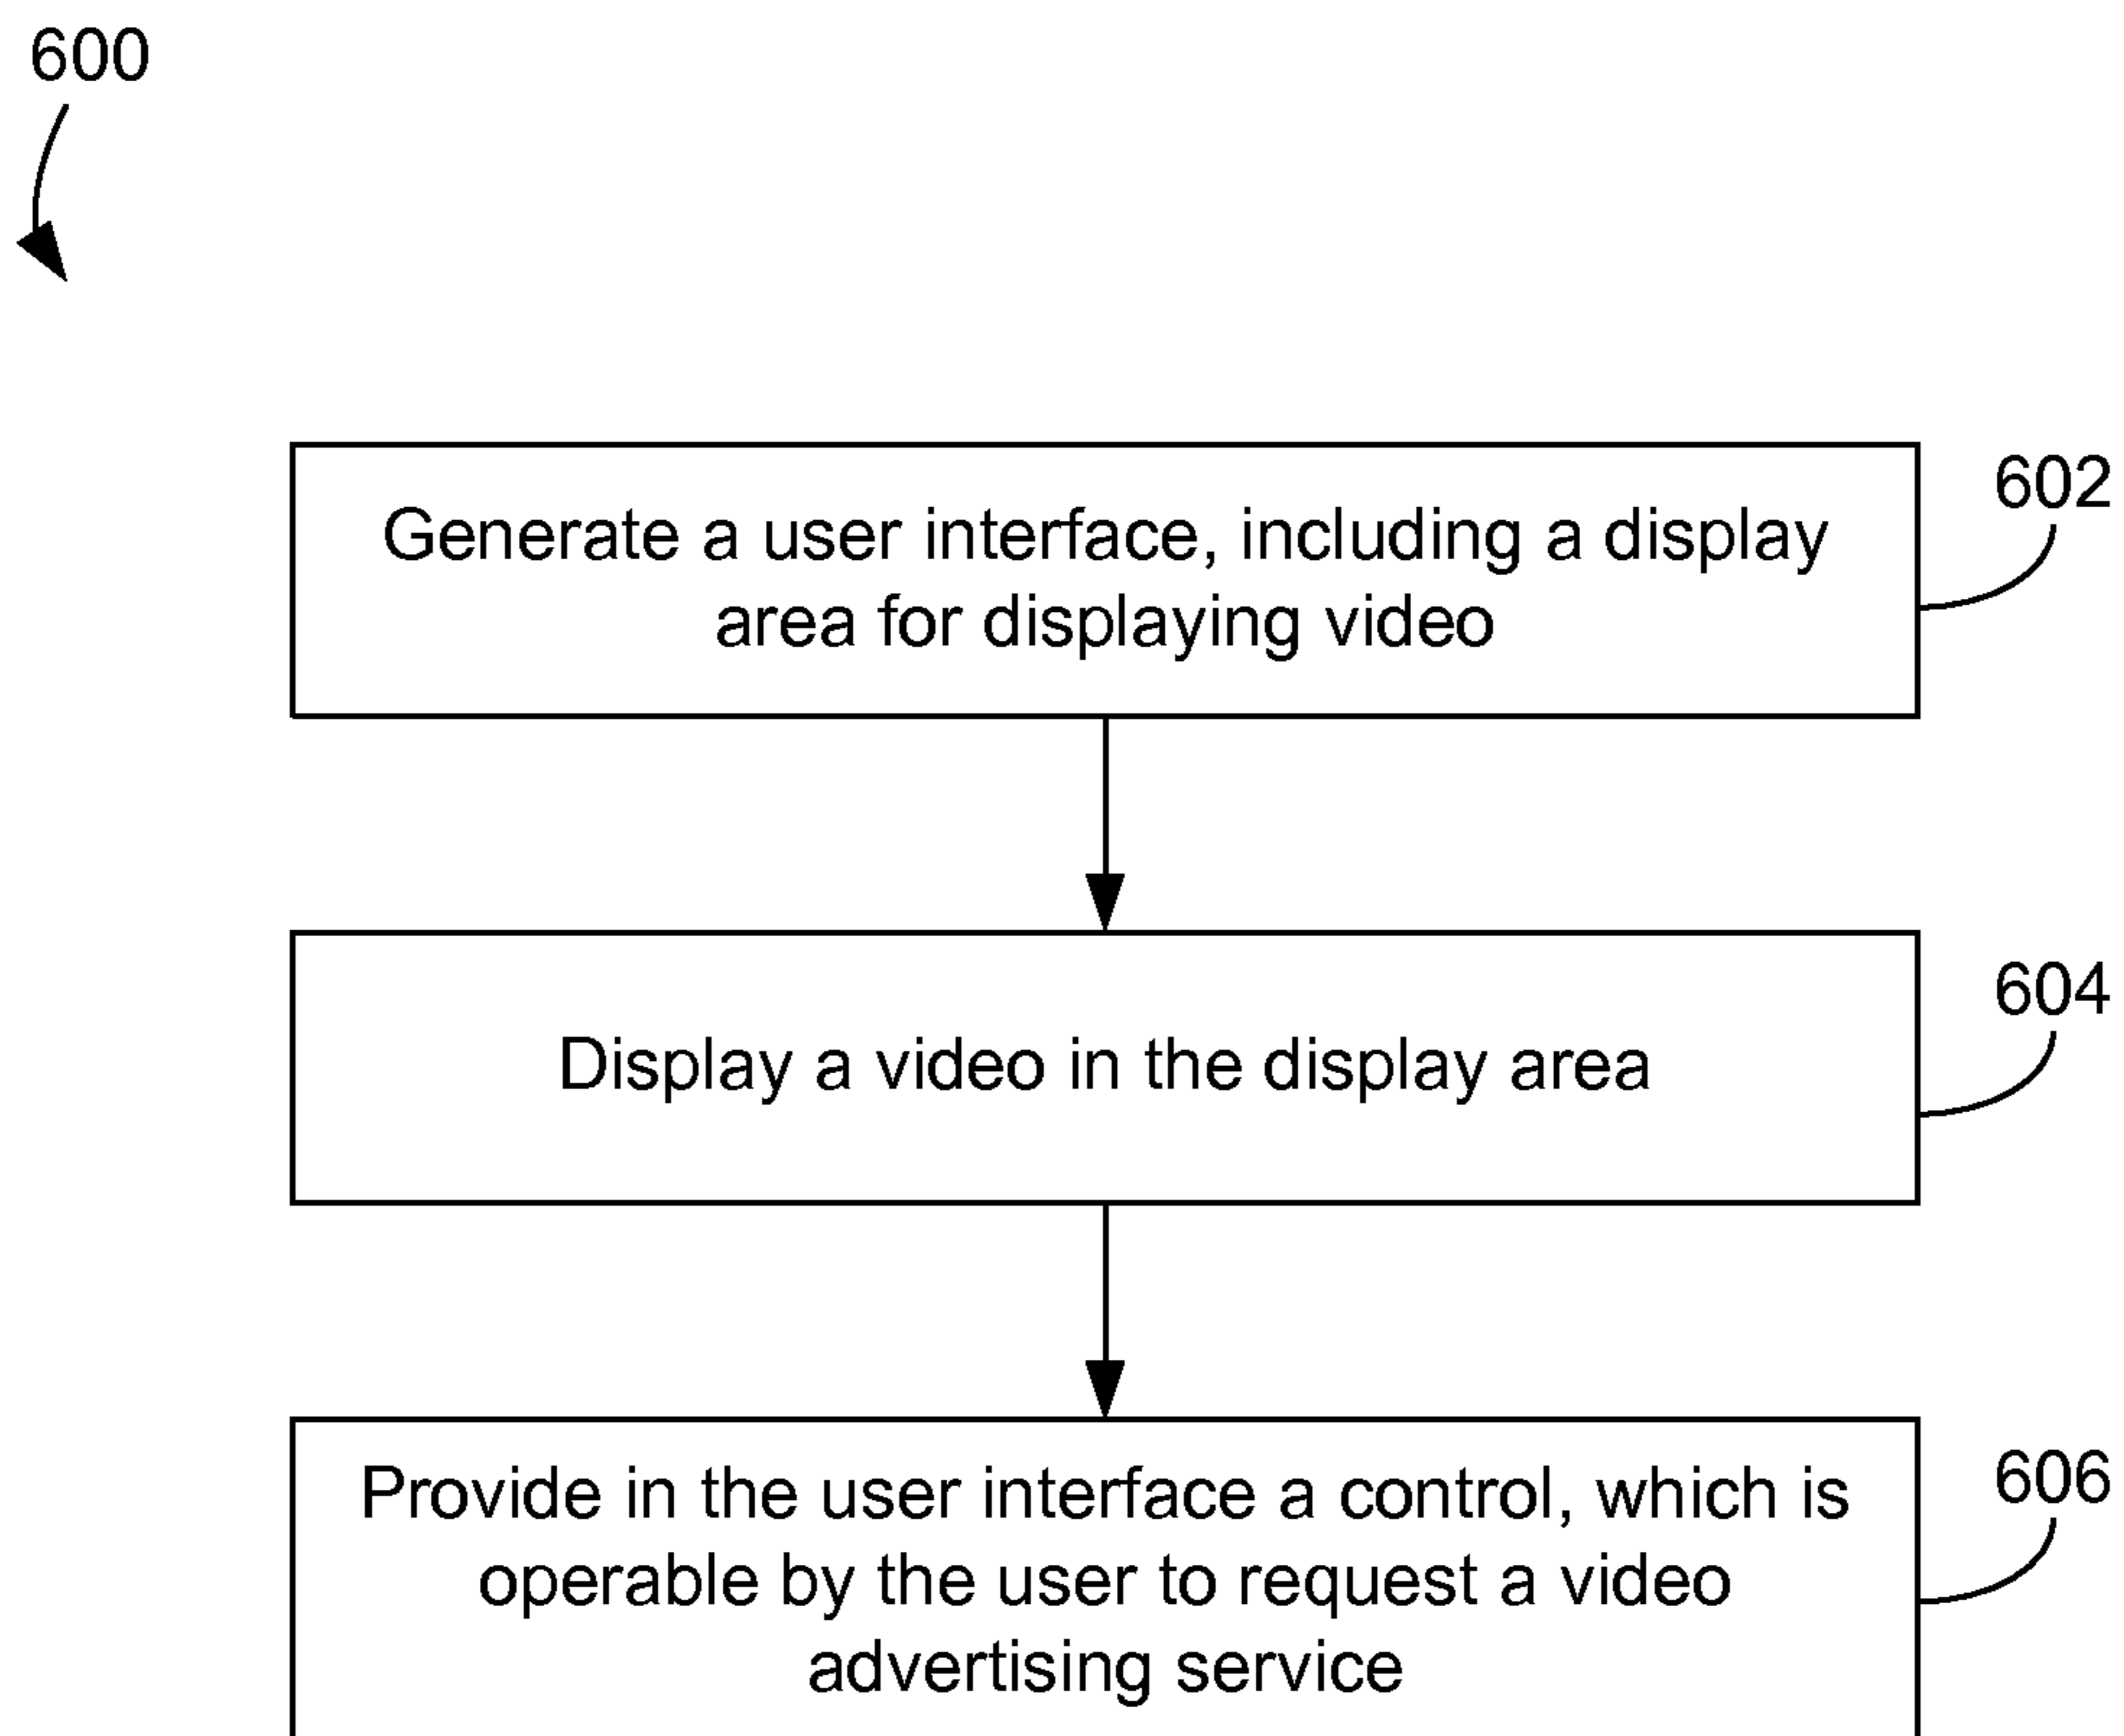 600
Generate a user interface, including a display
area for displaying video
602
Display a video in the display area
604
Provide in the user interface a control, which is
operable by the user to request a video
advertising service
606